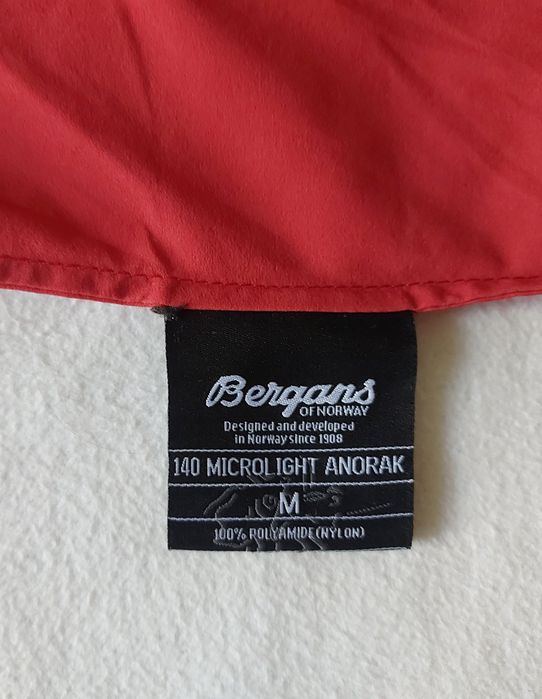 Bergans
OF NORWAY
Designed and developed
in Norway since 1908
140 MICROLIGHT ANORAK
M
100% POLYAMIDE (NYLON)